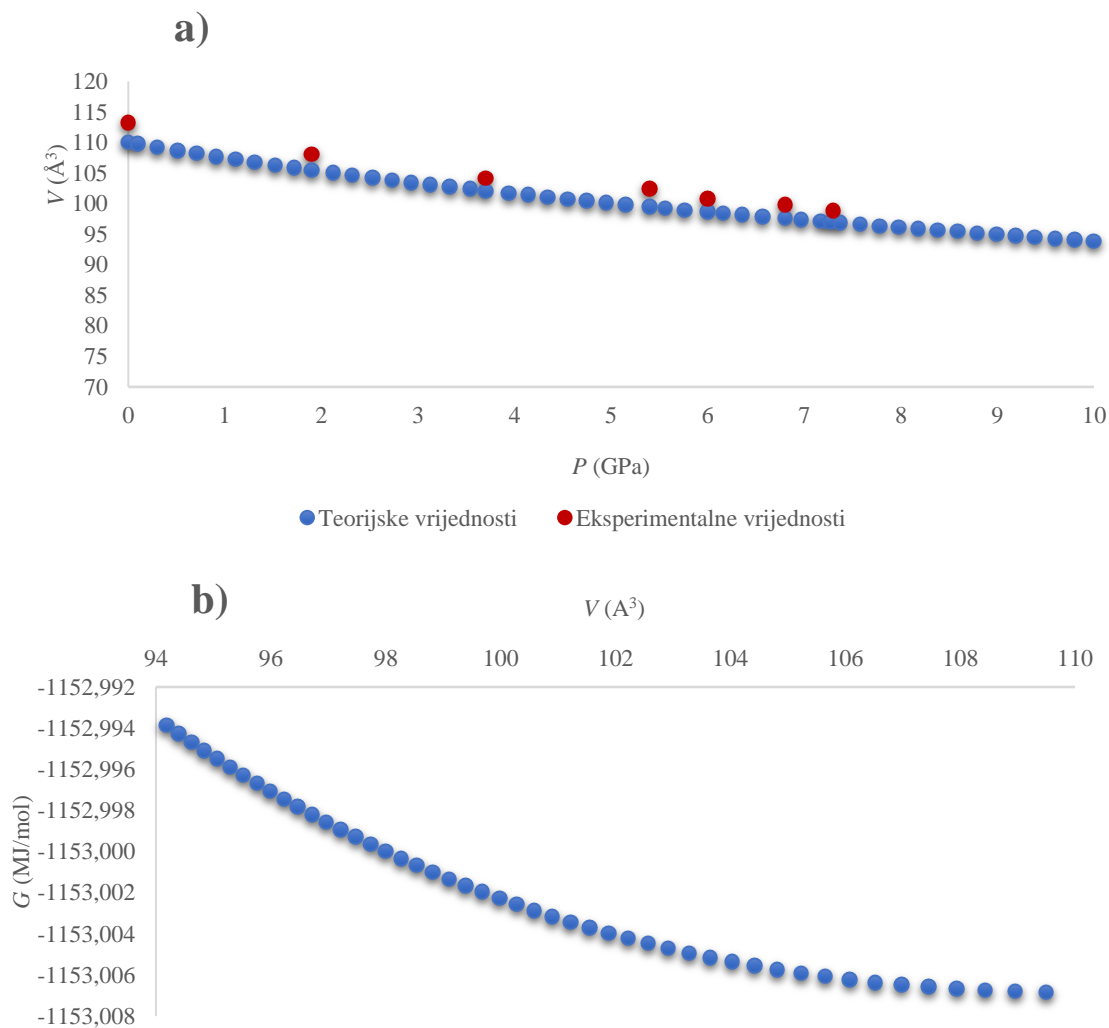 a)
120
115
110
105
100
95
90
85
80
75
70
V (Å³)
0 1 2 3 4 5 6 7 8 9 10
P (GPa)
Teorijske vrijednosti Eksperimentalne vrijednosti
b)
V (A³)
94 96 98 100 102 104 106 108 110
-1152,992
-1152,994
-1152,996
-1152,998
-1153,000
-1153,002
-1153,004
-1153,006
-1153,008
G (MJ/mol)